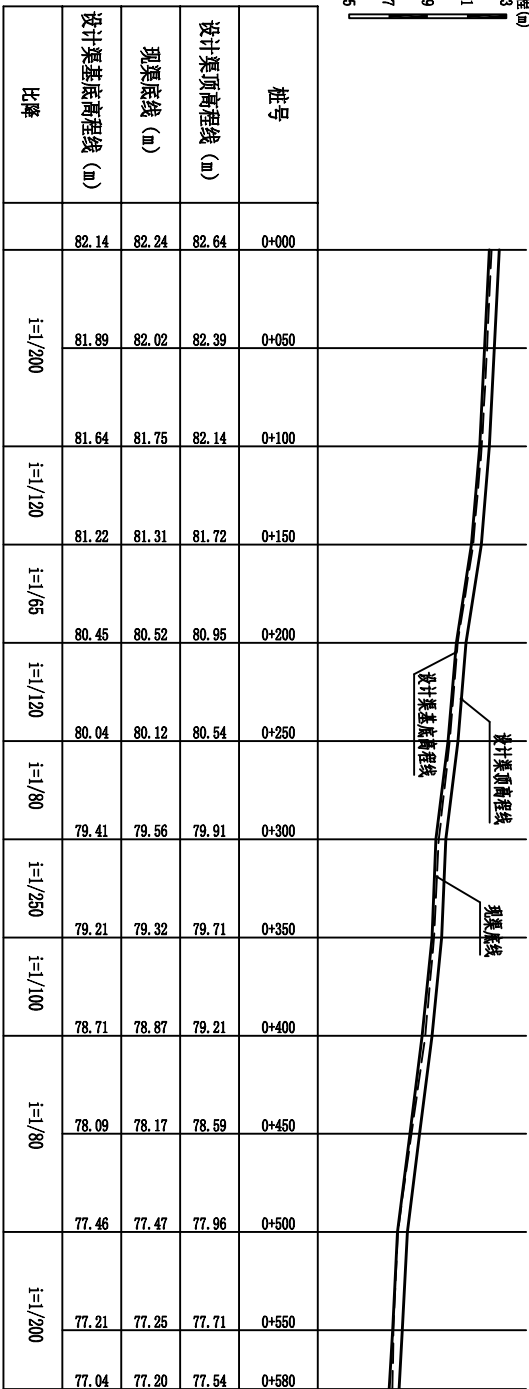 程(m)
3
1
9
7
5
设计渠顶高程线
设计渠基底高程线
现渠底线
桩号 0+000 0+050 0+100 0+150 0+200 0+250 0+300 0+350 0+400 0+450 0+500 0+550 0+580
设计渠顶高程线(m) 82.64 82.39 82.14 81.72 80.95 80.54 79.91 79.71 79.21 78.59 77.96 77.71 77.54
现渠底线(m) 82.24 82.02 81.75 81.31 80.52 80.12 79.56 79.32 78.87 78.17 77.47 77.25 77.20
设计渠基底高程线(m) 82.14 81.89 81.64 81.22 80.45 80.04 79.41 79.21 78.71 78.09 77.46 77.21 77.04
比降 i=1/200 i=1/120 i=1/65 i=1/120 i=1/80 i=1/250 i=1/100 i=1/80 i=1/200